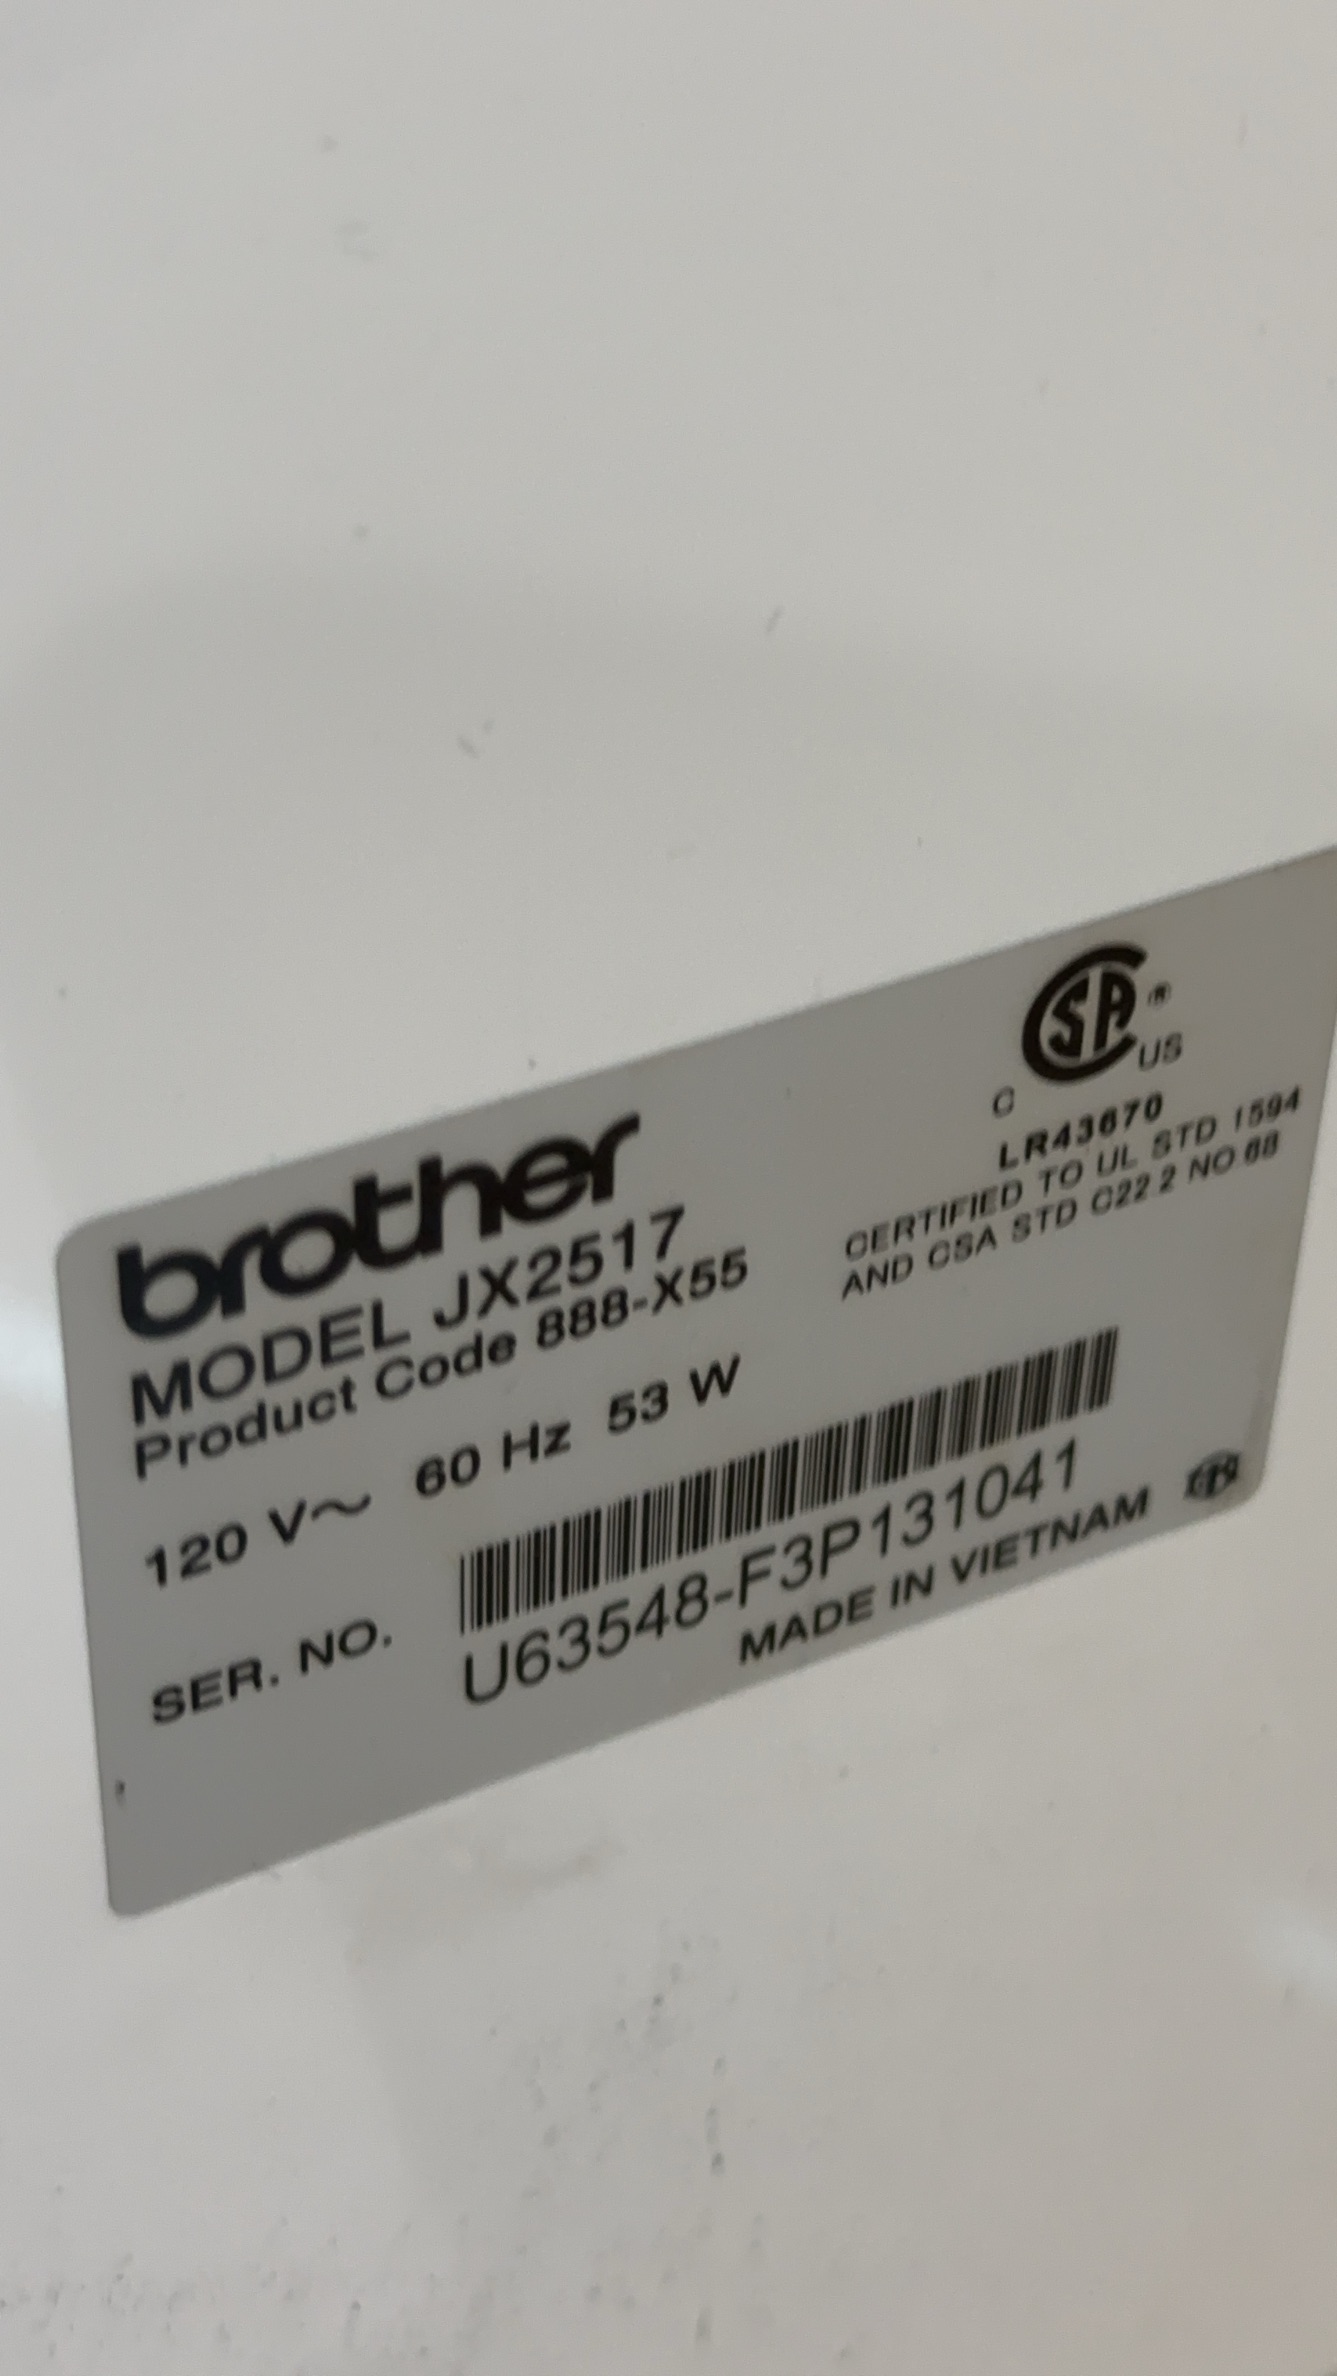 brother
MODEL JX2517
Product Code 888-X55
120 V~ 60 Hz 53 W
SER. NO.
U63548-F3P131041
MADE IN VIETNAM
CSA ®
C US
LR43670
CERTIFIED TO UL STD 1594
AND CSA STD C22.2 NO.68